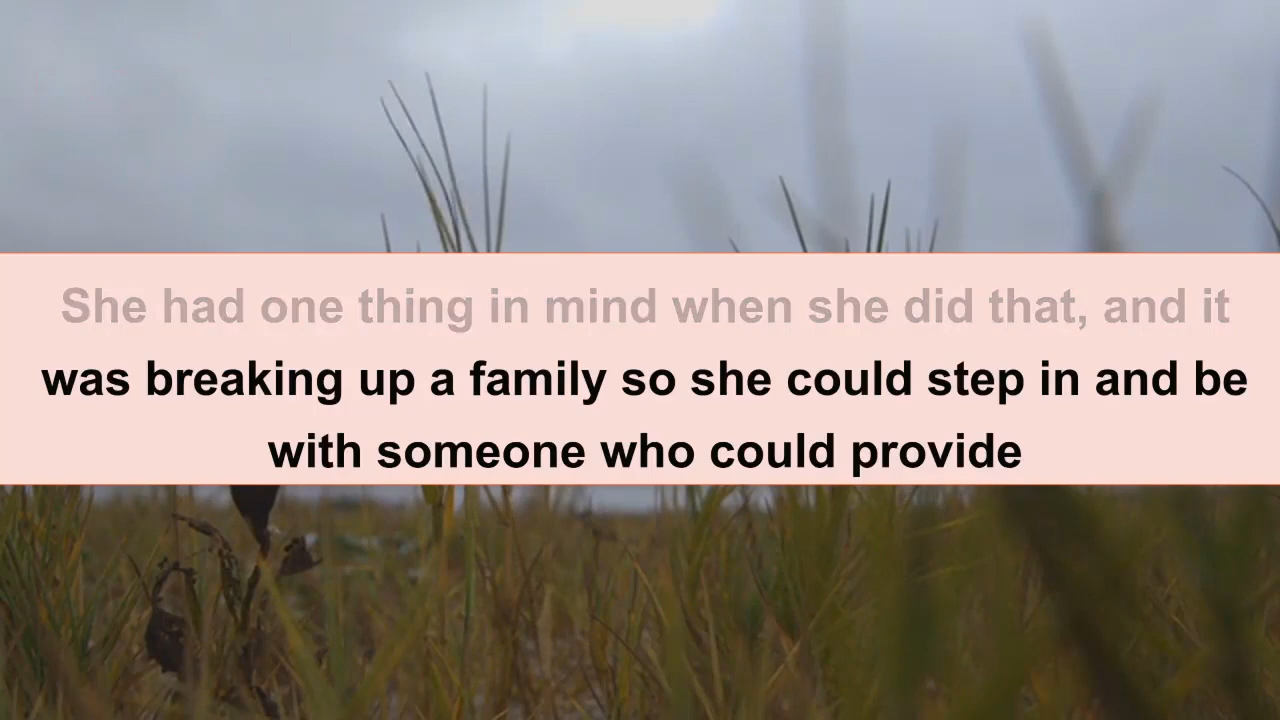 She had one thing in mind when she did that, and it
was breaking up a family so she could step in and be
with someone who could provide